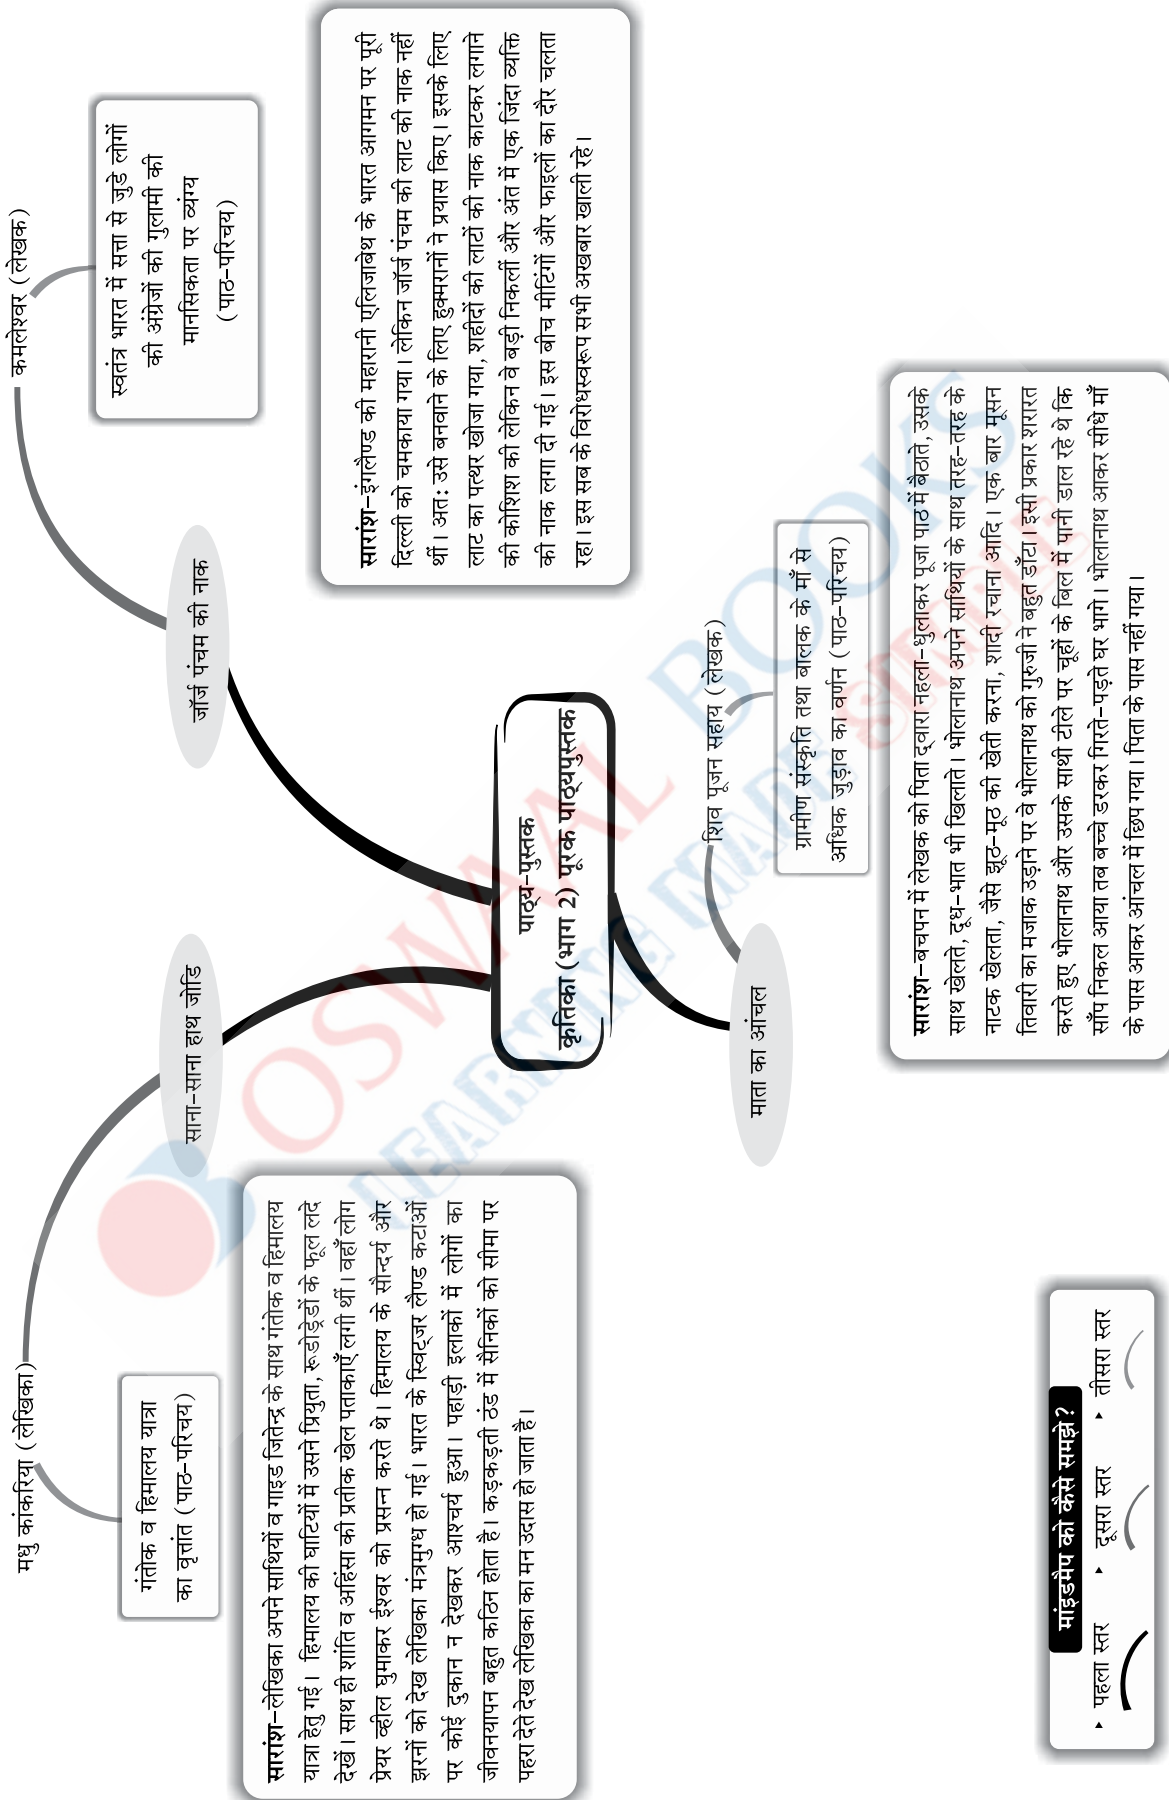 मधु कांकरिया (लेखिका)
गंतोक व हिमालय यात्रा
का वृत्तांत (पाठ-परिचय)
साना-साना हाथ जोडि
सारांश–लेखिका अपने साथियों व गाइड जितेन्द्र के साथ गंतोक व हिमालय
यात्रा हेतु गई। हिमालय की घाटियों में उसने प्रियुता, रूडोड्रेडों के फूल लदे
देखें। साथ ही शांति व अहिंसा की प्रतीक खेल पताकाएँ लगी थीं। वहाँ लोग
प्रेयर व्हील घुमाकर ईश्वर को प्रसन्न करते थे। हिमालय के सौन्दर्य और
झरनों को देख लेखिका मंत्रमुग्ध हो गई। भारत के स्विट्जर लैण्ड कटाओं
पर कोई दुकान न देखकर आश्चर्य हुआ। पहाड़ी इलाकों में लोगों का
जीवनयापन बहुत कठिन होता है। कड़कड़ती ठंड में सैनिकों को सीमा पर
पहरा देते देख लेखिका का मन उदास हो जाता है।
कमलेश्वर (लेखक)
स्वतंत्र भारत में सत्ता से जुडे लोगों
की अंग्रेजों की गुलामी की
मानसिकता पर व्यंग्य
(पाठ-परिचय)
जॉर्ज पंचम की नाक
सारांश–इंगलैण्ड की महारानी एलिजाबेथ के भारत आगमन पर पूरी
दिल्ली को चमकाया गया। लेकिन जॉर्ज पंचम की लाट की नाक नहीं
थीं। अत: उसे बनवाने के लिए हुक्मरानों ने प्रयास किए। इसके लिए
लाट का पत्थर खोजा गया, शहीदों की लाटों की नाक काटकर लगाने
की कोशिश की लेकिन वे बड़ी निकलीं और अंत में एक जिंदा व्यक्ति
की नाक लगा दी गई। इस बीच मीटिंगों और फाइलों का दौर चलता
रहा। इस सब के विरोधस्वरूप सभी अखबार खाली रहे।
पाठ्य-पुस्तक
कृतिका (भाग 2) पूरक पाठ्यपुस्तक
माता का आंचल
शिव पूजन सहाय (लेखक)
ग्रामीण संस्कृति तथा बालक के माँ से
अधिक जुड़ाव का वर्णन (पाठ-परिचय)
सारांश–बचपन में लेखक को पिता द्वारा नहला-धुलाकर पूजा पाठ में बैठाते, उसके
साथ खेलते, दूध-भात भी खिलाते। भोलानाथ अपने साथियों के साथ तरह-तरह के
नाटक खेलता, जैसे झूठ-मूठ की खेती करना, शादी रचाना आदि। एक बार मूसन
तिवारी का मजाक उड़ाने पर वे भोलानाथ को गुरुजी ने बहुत डाँटा। इसी प्रकार शरारत
करते हुए भोलानाथ और उसके साथी टीले पर चूहों के बिल में पानी डाल रहे थे कि
साँप निकल आया तब बच्चे डरकर गिरते-पड़ते घर भागे। भोलानाथ आकर सीधे माँ
के पास आकर आंचल में छिप गया। पिता के पास नहीं गया।
मांइडमैप को कैसे समझे?
पहला स्तर
दूसरा स्तर
तीसरा स्तर
OSWAAL BOOKS
LEARNING MADE SIMPLE